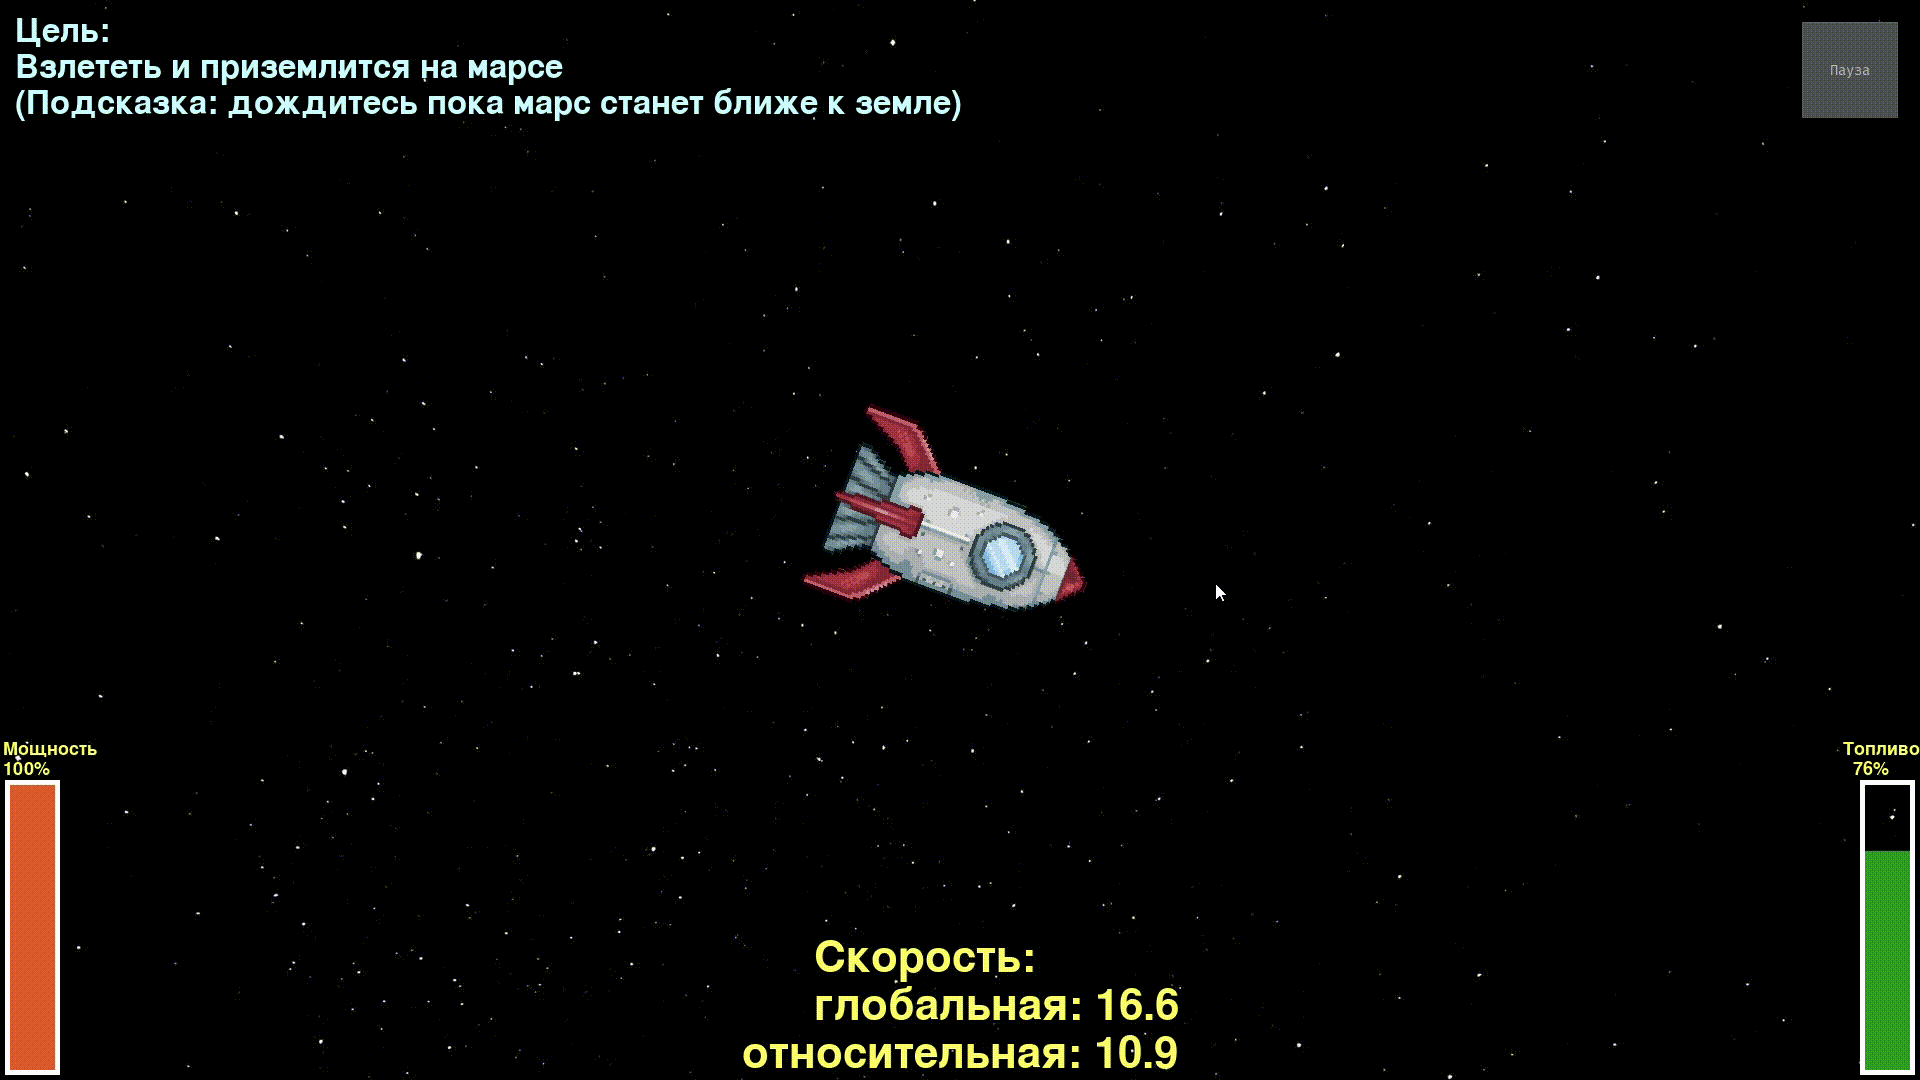 Цель:
Взлететь и приземлится на марсе
(Подсказка: дождитесь пока марс станет ближе к земле)
Пауза
Мощность
100%
Топливо
76%
Скорость:
глобальная: 16.6
относительная: 10.9